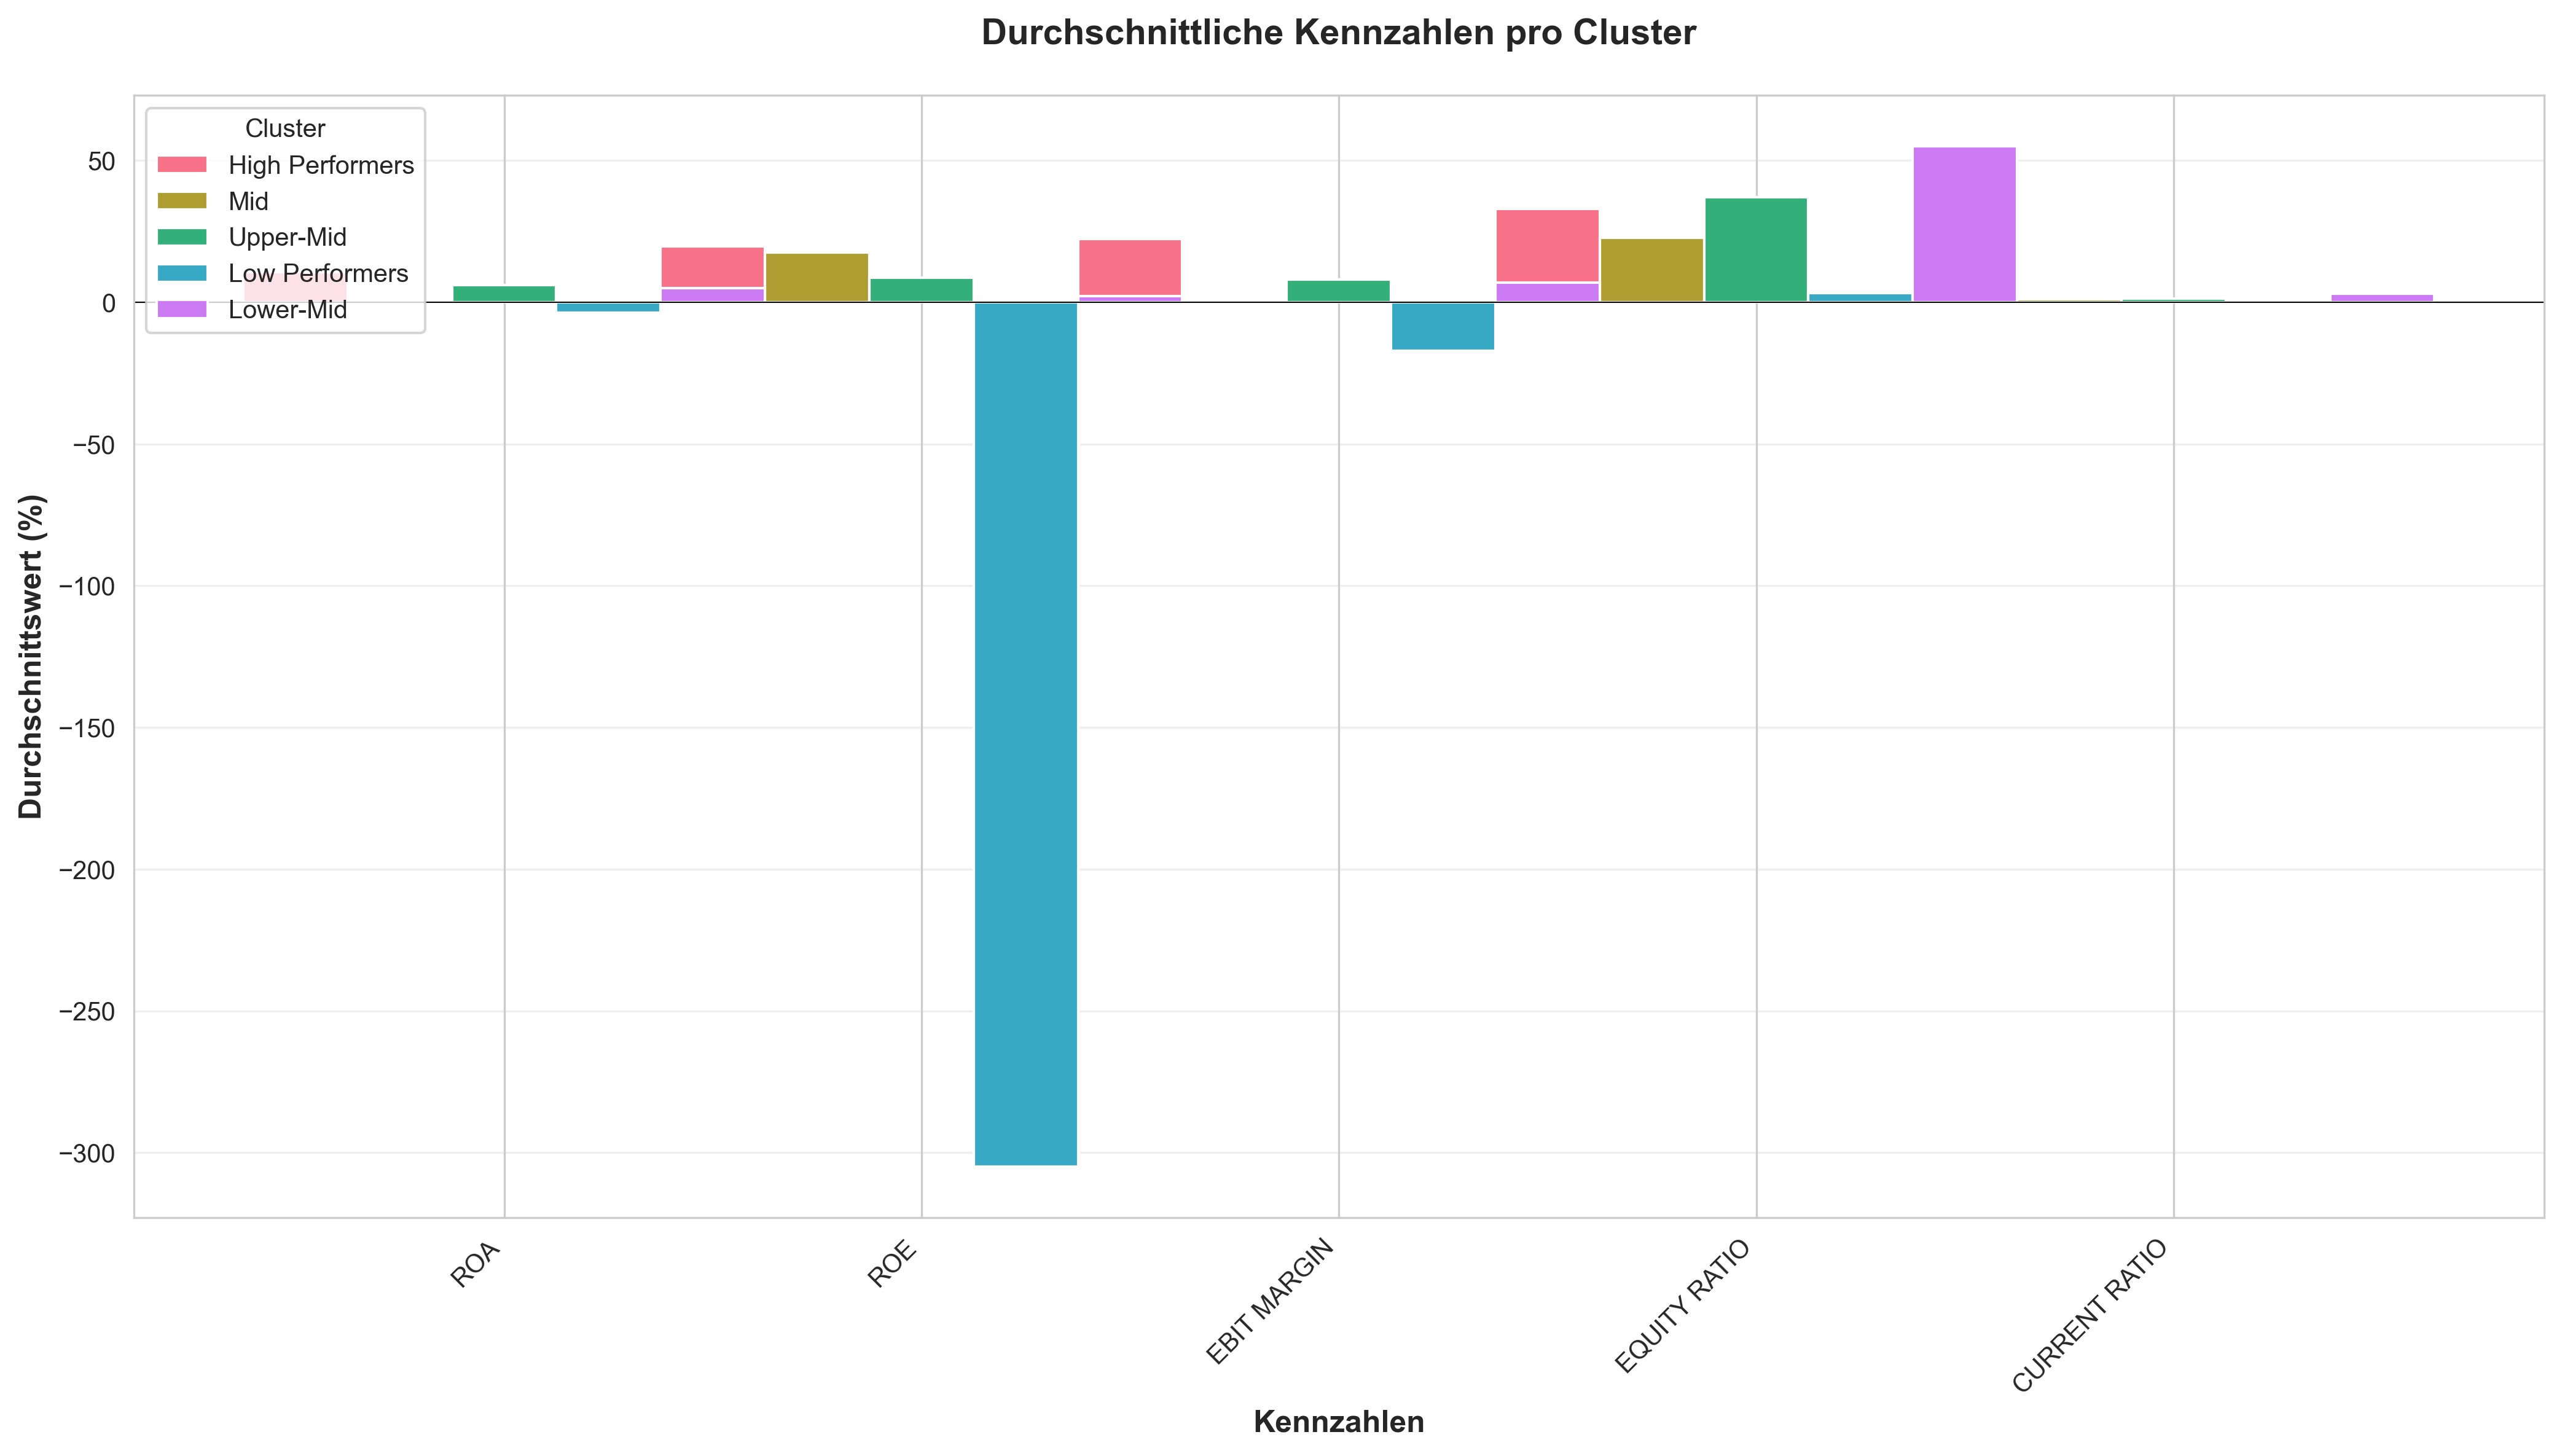 Durchschnittliche Kennzahlen pro Cluster
Cluster
High Performers
Mid
Upper-Mid
Low Performers
Lower-Mid
50
0
−50
−100
−150
−200
−250
−300
Durchschnittswert (%)
ROA
ROE
EBIT MARGIN
EQUITY RATIO
CURRENT RATIO
Kennzahlen